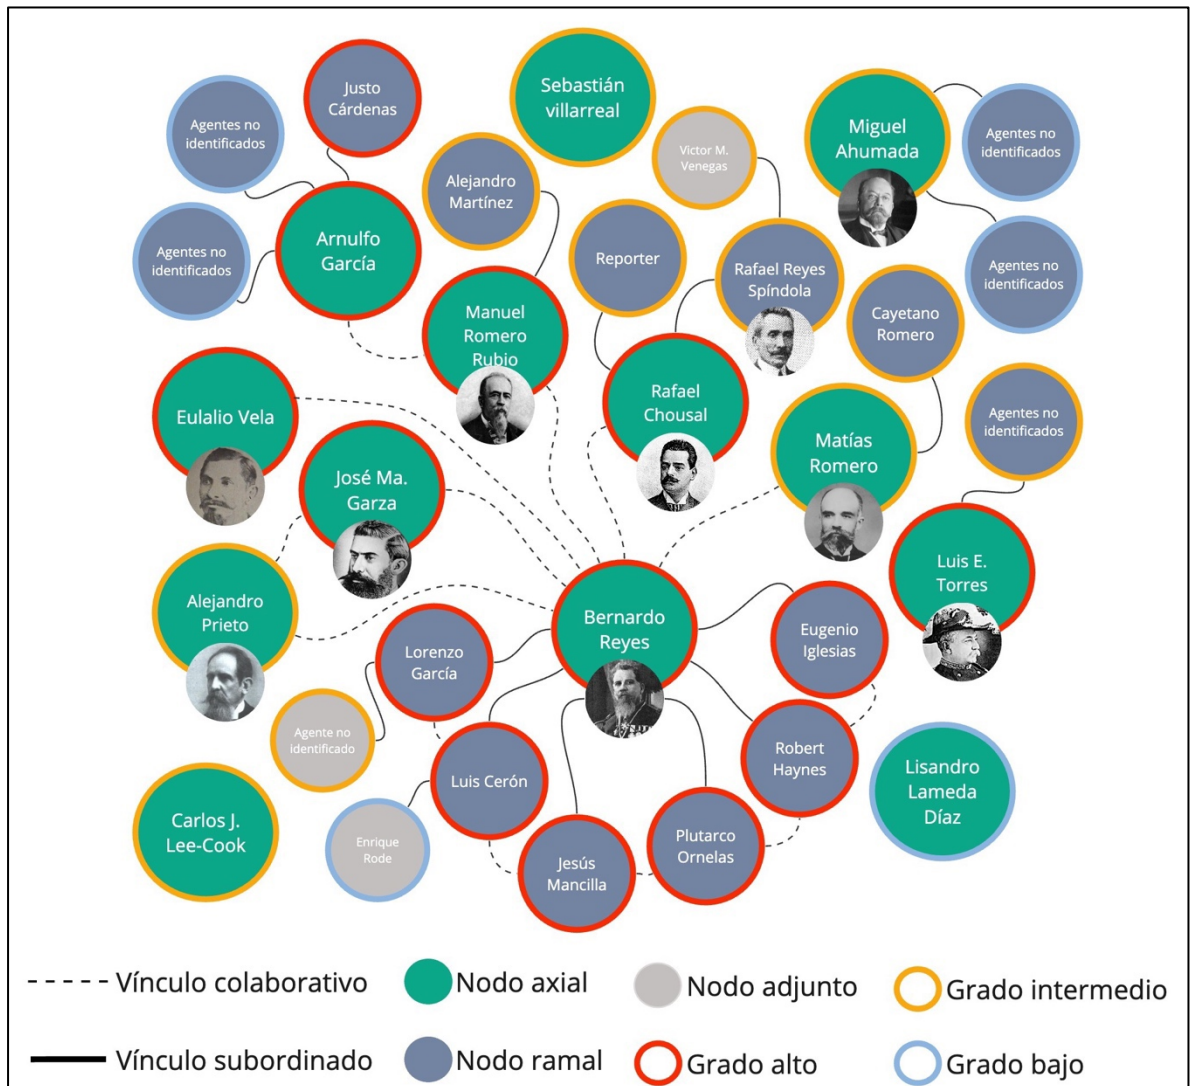 Justo
Cárdenas
Sebastián
villarreal
Agentes no
identificados
Victor M.
Venegas
Miguel
Ahumada
Agentes no
identificados
Alejandro
Martínez
Arnulfo
García
Agentes no
identificados
Reporter
Rafael Reyes
Spíndola
Agentes no
identificados
Manuel
Romero
Rubio
Cayetano
Romero
Eulalio Vela
Rafael
Chousal
Agentes no
identificados
Matías
Romero
José Ma.
Garza
Luis E.
Torres
Alejandro
Prieto
Bernardo
Reyes
Eugenio
Iglesias
Lorenzo
García
Agente no
identificado
Robert
Haynes
Luis Cerón
Lisandro
Lameda
Díaz
Carlos J.
Lee-Cook
Enrique
Rode
Plutarco
Ornelas
Jesús
Mancilla
Vínculo colaborativo
Nodo axial
Nodo adjunto
Grado intermedio
Vínculo subordinado
Nodo ramal
Grado alto
Grado bajo